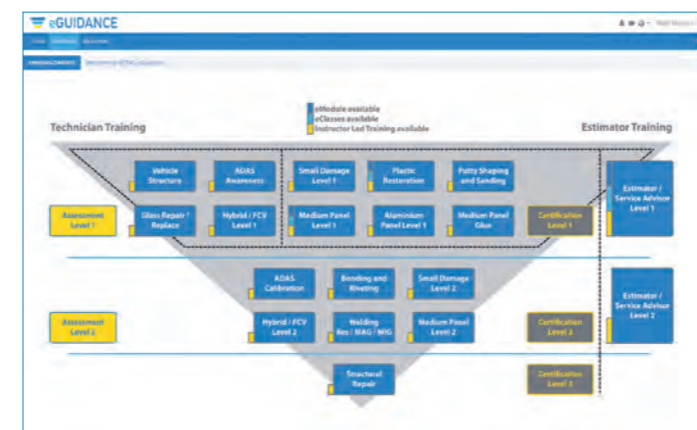 eGUIDANCE
eModule available
eClasses available
Instructor Led Training available
Technician Training
Estimator Training
Vehicle
Structure
ADAS
Awareness
Small Damage
Level 1
Plastic
Restoration
Putty Shaping
and Sanding
Estimator /
Service Advisor
Level 1
Assessment
Level 1
Glass Repair /
Replace
Hybrid / FCV
Level 1
Medium Panel
Level 1
Aluminium
Panel Level 1
Medium Panel
Glue
Certification
Level 1
ADAS
Calibration
Bonding and
Riveting
Small Damage
Level 2
Estimator /
Service Advisor
Level 2
Assessment
Level 2
Hybrid / FCV
Level 2
Welding
Res / MAG / MIG
Medium Panel
Level 2
Certification
Level 2
Structural
Repair
Certification
Level 3